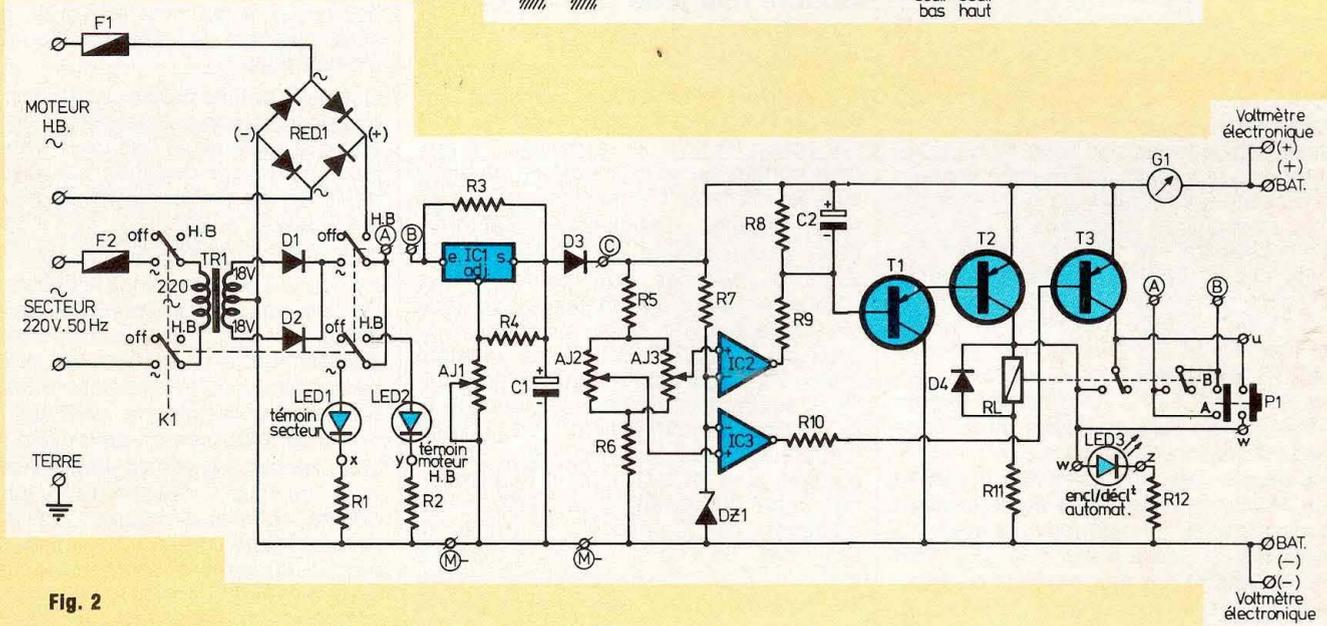 bas haut
F1
MOTEUR
H.B.
~
~
RED.1
(-)
(+)
~
Voltmètre
électronique
(+)
(+)
BAT.
G1
R3
H.B
A
B
off
H.B
F2
TR1
18V
D1
off
~
~
220
~
e. IC1 s.
adj.
D3
C
R8
C2
+
-
T1
T2
T3
SECTEUR
~
220V. 50Hz
R5
R7
R9
A
B
off
H.B
18V
D2
off
H.B
~
~
R4
AJ1
C1
+
-
AJ2
AJ3
+
-
IC2
u
D4
RL
B
A
P1
K1
LED1
témoin
secteur
LED2
témoin
moteur
H.B
R6
-
+
IC3
R10
w
LED3
w
z
encl/déclt
automat.
TERRE
x
y
R1
R2
DZ1
R11
R12
M-
M-
BAT.
(-)
(-)
Voltmètre
électronique
Fig. 2